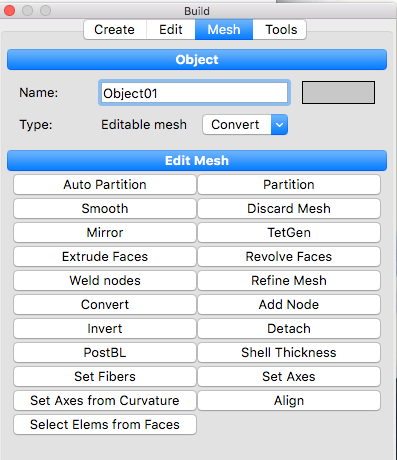 Build
Create Edit Mesh Tools
Object
Name: Object01
Type: Editable mesh Convert
Edit Mesh
Auto Partition Partition
Smooth Discard Mesh
Mirror TetGen
Extrude Faces Revolve Faces
Weld nodes Refine Mesh
Convert Add Node
Invert Detach
PostBL Shell Thickness
Set Fibers Set Axes
Set Axes from Curvature Align
Select Elems from Faces